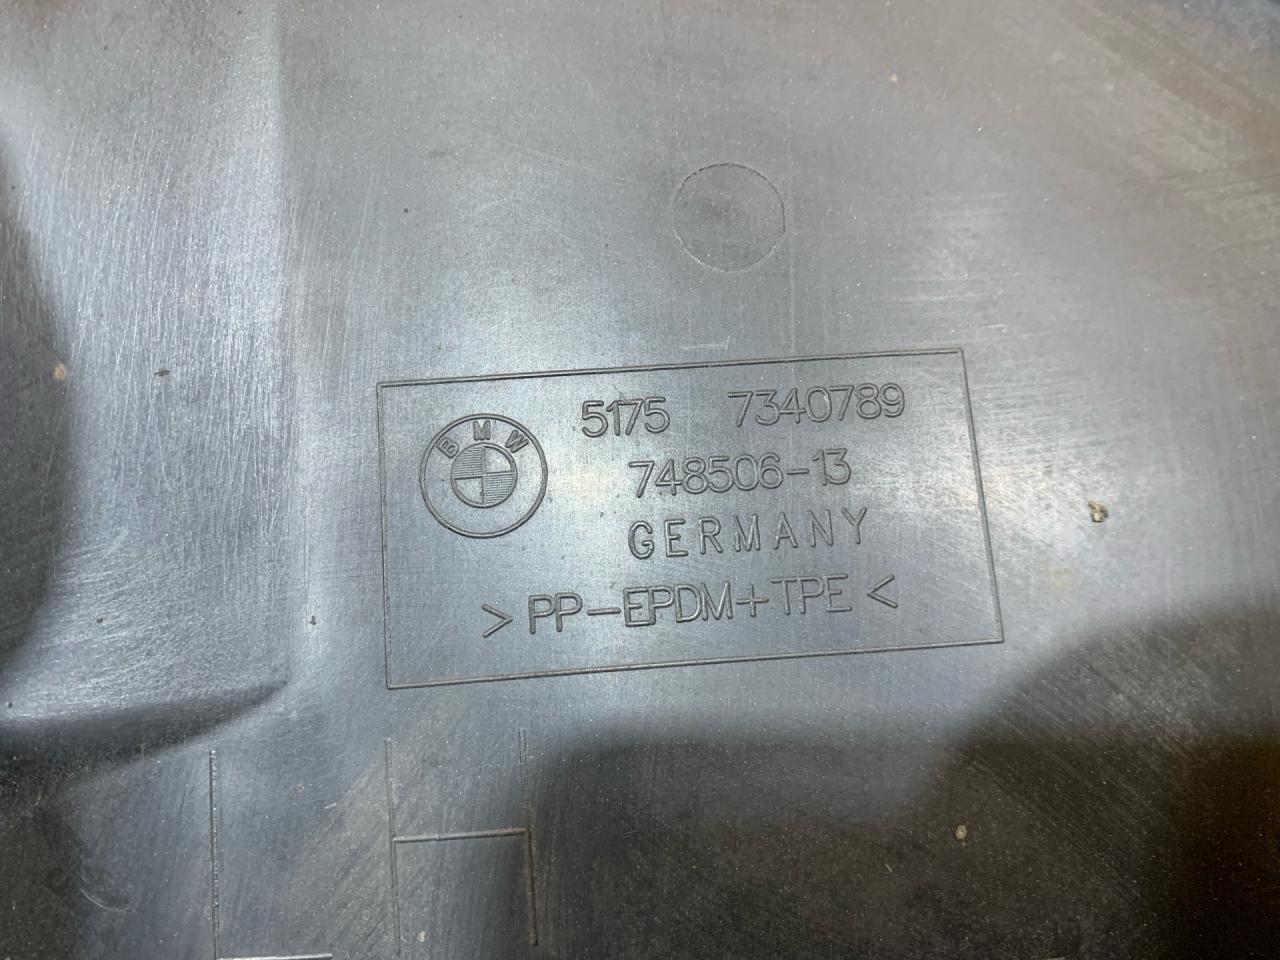 BMW
5175 7340789
748506-13
GERMANY
>PP-EPDM+TPE<